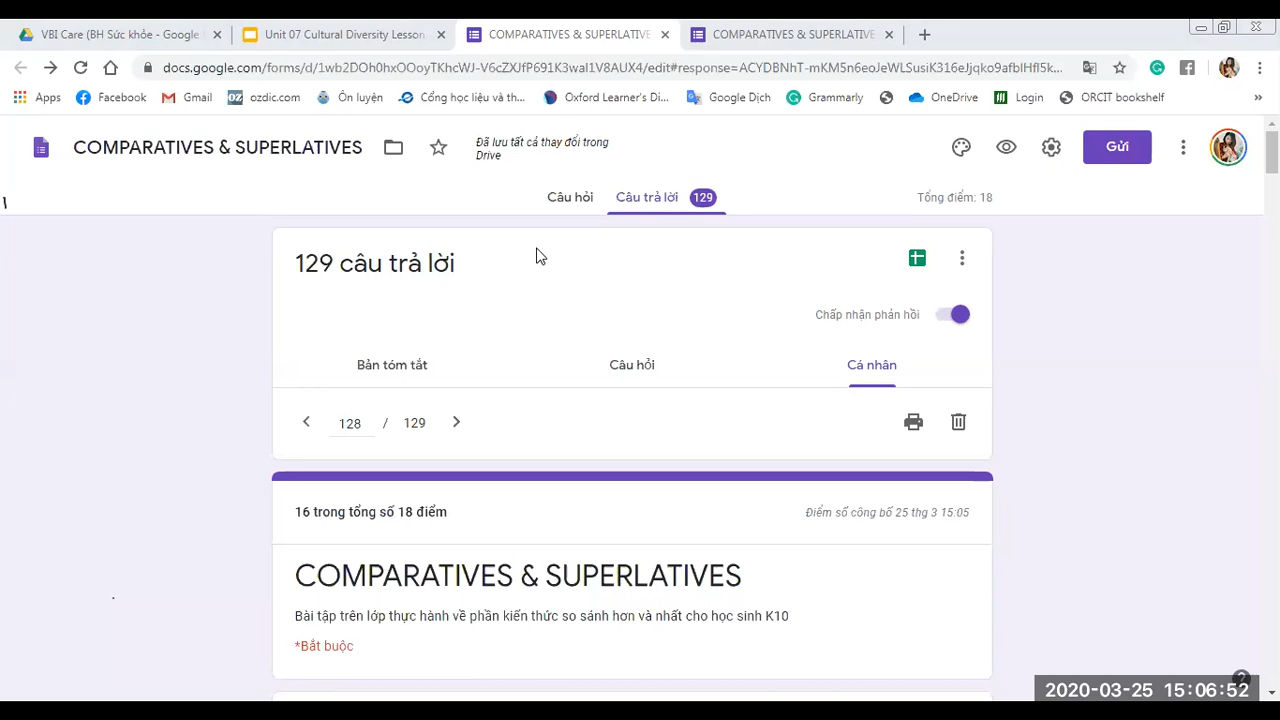 VBI Care (BH Sức khỏe - Google
Unit 07 Cultural Diversity Lesson
COMPARATIVES & SUPERLATIVE
COMPARATIVES & SUPERLATIVE
docs.google.com/forms/d/1wb2DOh0hxOOoyTKhcWJ-V6cZXJfP691K3waI1V8AUX4/edit#response=ACYDBNhT-mKM5n6eoJeWLSusiK316eJjqko9afbIHfI5k...
Apps
Facebook
Gmail
OZ ozdic.com
Ôn luyện
Cổng học liệu và th...
Oxford Learner's Di...
Google Dịch
Grammarly
OneDrive
Login
ORCIT bookshelf
COMPARATIVES & SUPERLATIVES
Đã lưu tất cả thay đổi trong
Drive
Gửi
Câu hỏi
Câu trả lời 129
Tổng điểm: 18
129 câu trả lời
Chấp nhận phản hồi
Bản tóm tắt
Câu hỏi
Cá nhân
128 / 129
16 trong tổng số 18 điểm
Điểm số công bố 25 thg 3 15:05
COMPARATIVES & SUPERLATIVES
Bài tập trên lớp thực hành về phần kiến thức so sánh hơn và nhất cho học sinh K10
*Bắt buộc
2020-03-25 15:06:52